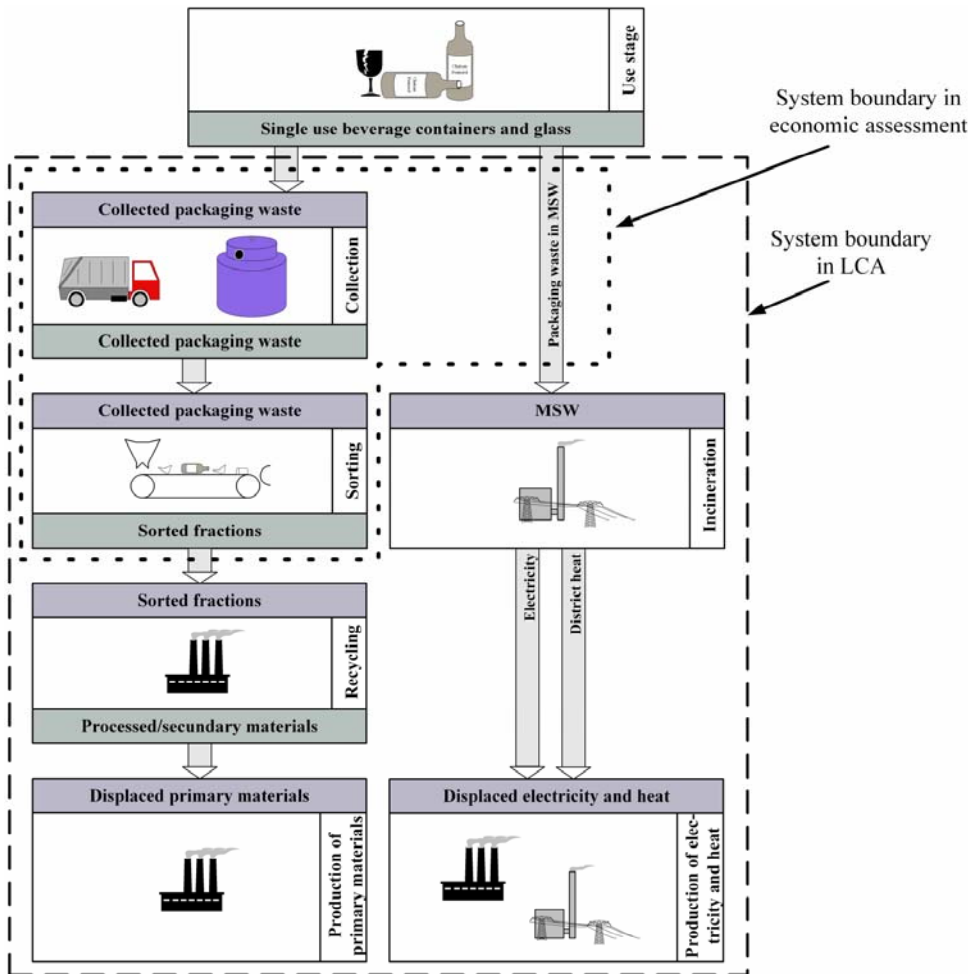 Use stage
Single use beverage containers and glass
System boundary in
economic assessment
Collected packaging waste
Collection
Collected packaging waste
Packaging waste in MSW
System boundary
in LCA
Collected packaging waste
Sorting
Sorted fractions
MSW
Incineration
Sorted fractions
Recycling
Processed/secundary materials
Electricity
District heat
Displaced primary materials
Production of
primary materials
Displaced electricity and heat
Production of elec-
tricity and heat